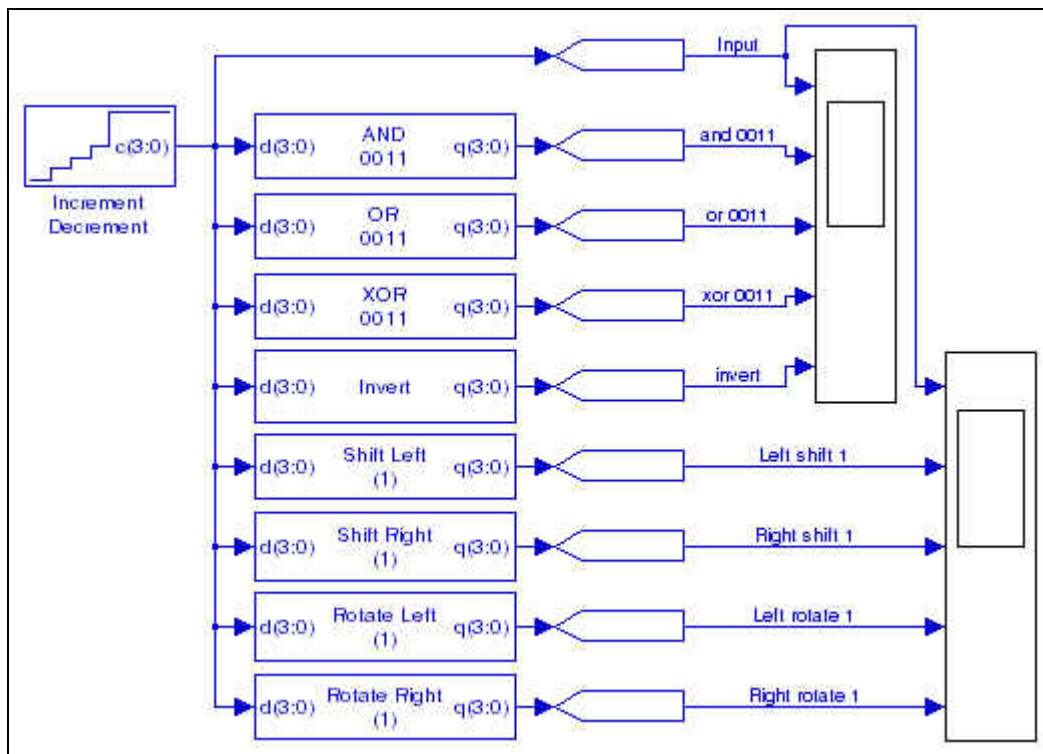 Input
c(3:0)
Increment
Decrement
d(3:0)
AND
0011
q(3:0)
and 0011
d(3:0)
OR
0011
q(3:0)
or 0011
d(3:0)
XOR
0011
q(3:0)
xor 0011
d(3:0)
Invert
q(3:0)
invert
d(3:0)
Shift Left
(1)
q(3:0)
Left shift 1
d(3:0)
Shift Right
(1)
q(3:0)
Right shift 1
d(3:0)
Rotate Left
(1)
q(3:0)
Left rotate 1
d(3:0)
Rotate Right
(1)
q(3:0)
Right rotate 1